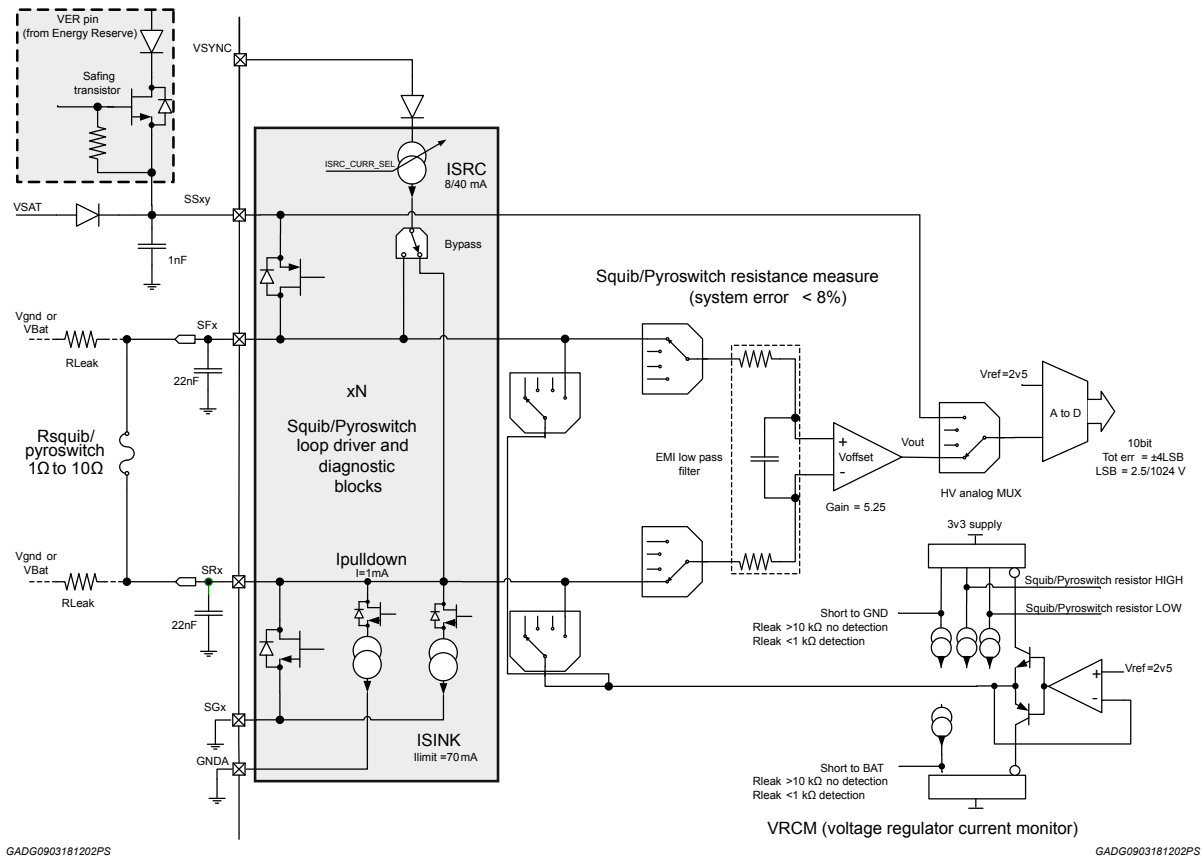 VER pin
(from Energy Reserve)
Safing
transistor
VSYNC
ISRC_CURR_SEL
ISRC
8/40 mA
VSAT
SSxy
1nF
Bypass
Squib/Pyroswitch resistance measure
(system error < 8%)
Vgnd or
VBat
RLeak
SFx
22nF
xN
Squib/Pyroswitch
loop driver and
diagnostic
blocks
Rsquib/
pyroswitch
1Ω to 10Ω
EMI low pass
filter
+
Voffset
-
Gain = 5.25
Vout
Vref=2v5
A to D
10bit
Tot err = ±4LSB
LSB = 2.5/1024 V
HV analog MUX
3v3 supply
Vgnd or
VBat
RLeak
SRx
22nF
Ipulldown
I=1mA
Squib/Pyroswitch resistor HIGH
Squib/Pyroswitch resistor LOW
Short to GND
Rleak >10 kΩ no detection
Rleak <1 kΩ detection
+
-
Vref=2v5
SGx
GNDA
ISINK
Ilimit =70mA
Short to BAT
Rleak >10 kΩ no detection
Rleak <1 kΩ detection
VRCM (voltage regulator current monitor)
GADG0903181202PS
GADG0903181202PS